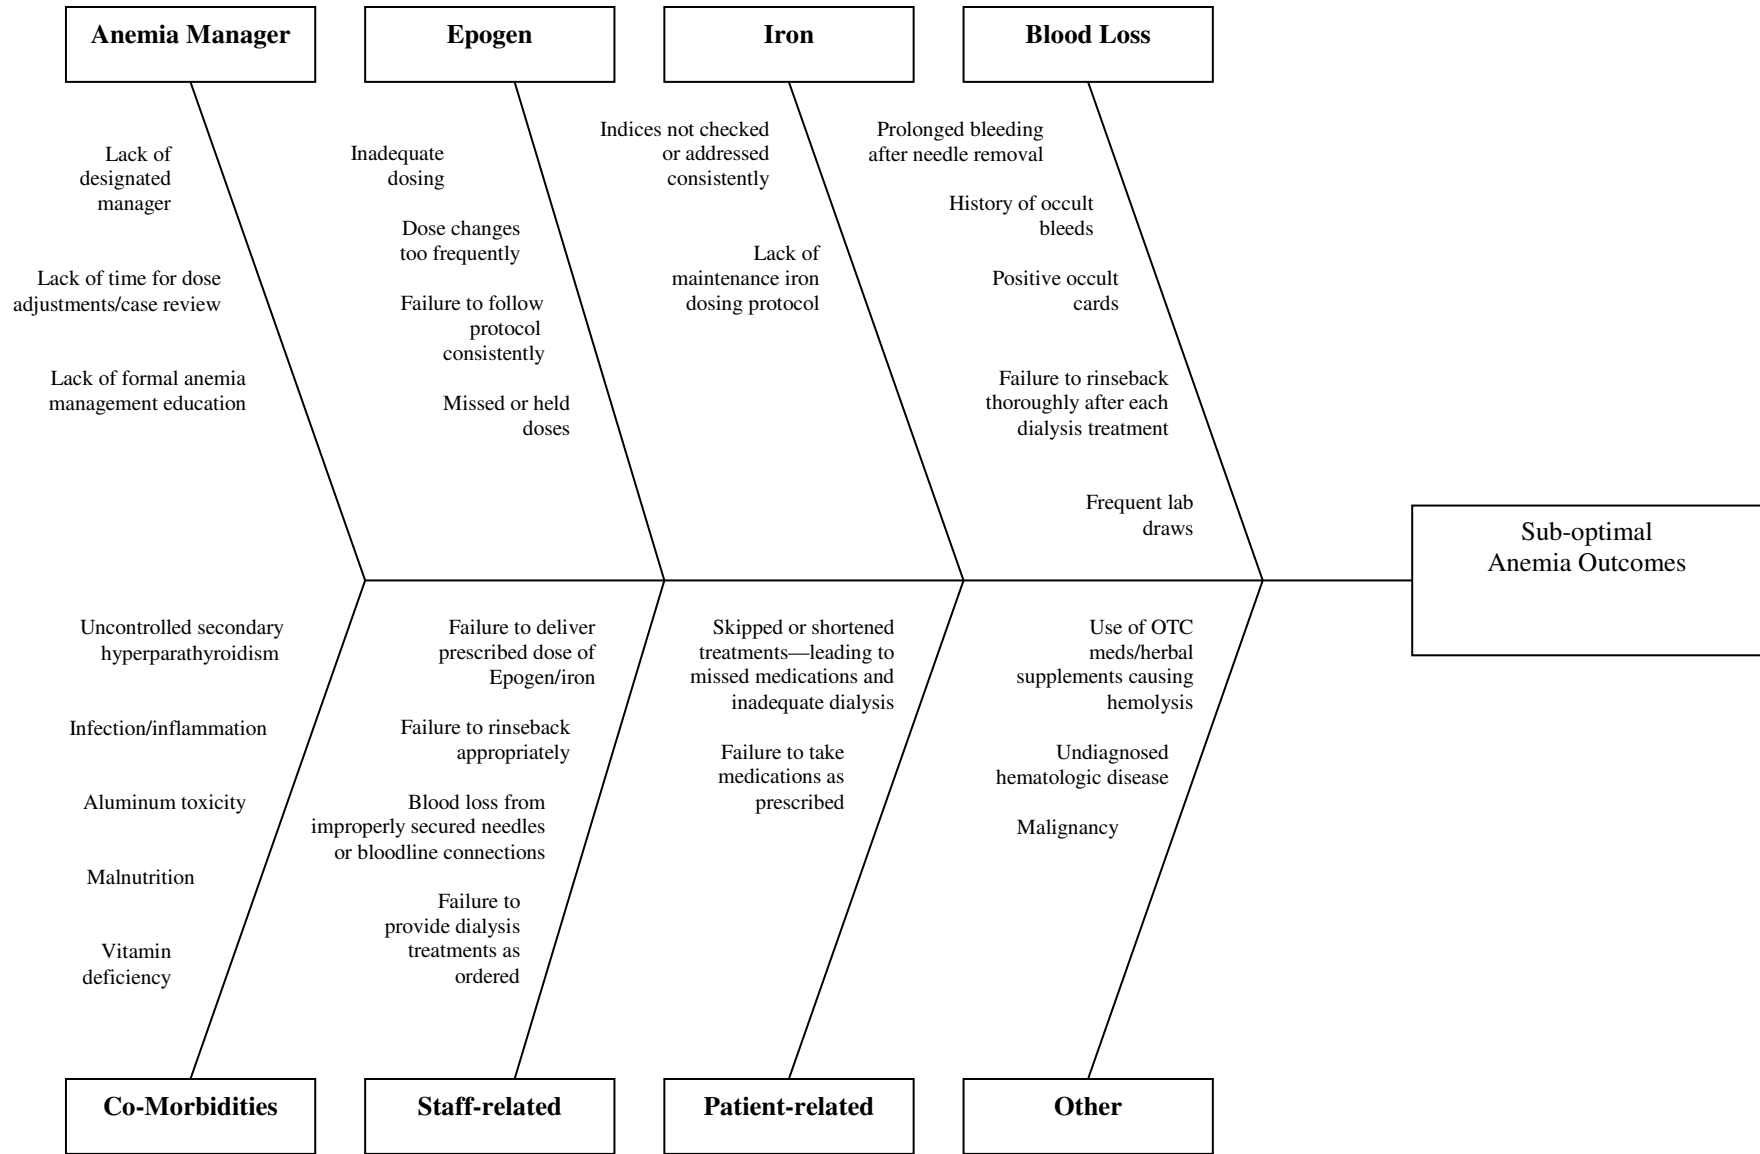 Anemia Manager
Epogen
Iron
Blood Loss
Lack of
designated
manager
Lack of time for dose
adjustments/case review
Lack of formal anemia
management education
Inadequate
dosing
Dose changes
too frequently
Failure to follow
protocol
consistently
Missed or held
doses
Indices not checked
or addressed
consistently
Lack of
maintenance iron
dosing protocol
Prolonged bleeding
after needle removal
History of occult
bleeds
Positive occult
cards
Failure to rinseback
thoroughly after each
dialysis treatment
Frequent lab
draws
Sub-optimal
Anemia Outcomes
Uncontrolled secondary
hyperparathyroidism
Infection/inflammation
Aluminum toxicity
Malnutrition
Vitamin
deficiency
Failure to deliver
prescribed dose of
Epogen/iron
Failure to rinseback
appropriately
Blood loss from
improperly secured needles
or bloodline connections
Failure to
provide dialysis
treatments as
ordered
Skipped or shortened
treatments—leading to
missed medications and
inadequate dialysis
Failure to take
medications as
prescribed
Use of OTC
meds/herbal
supplements causing
hemolysis
Undiagnosed
hematologic disease
Malignancy
Co-Morbidities
Staff-related
Patient-related
Other